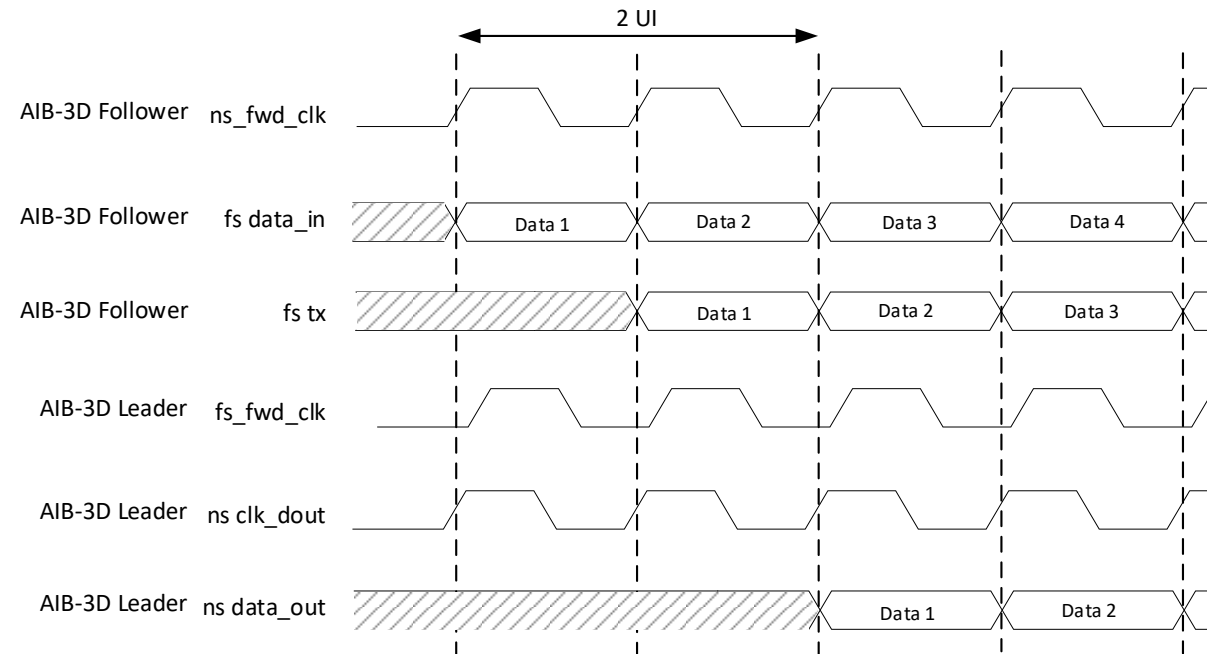 2 UI
AIB-3D Follower ns_fwd_clk
AIB-3D Follower fs data_in Data 1 Data 2 Data 3 Data 4
AIB-3D Follower fs tx Data 1 Data 2 Data 3
AIB-3D Leader fs_fwd_clk
AIB-3D Leader ns clk_dout
AIB-3D Leader ns data_out Data 1 Data 2